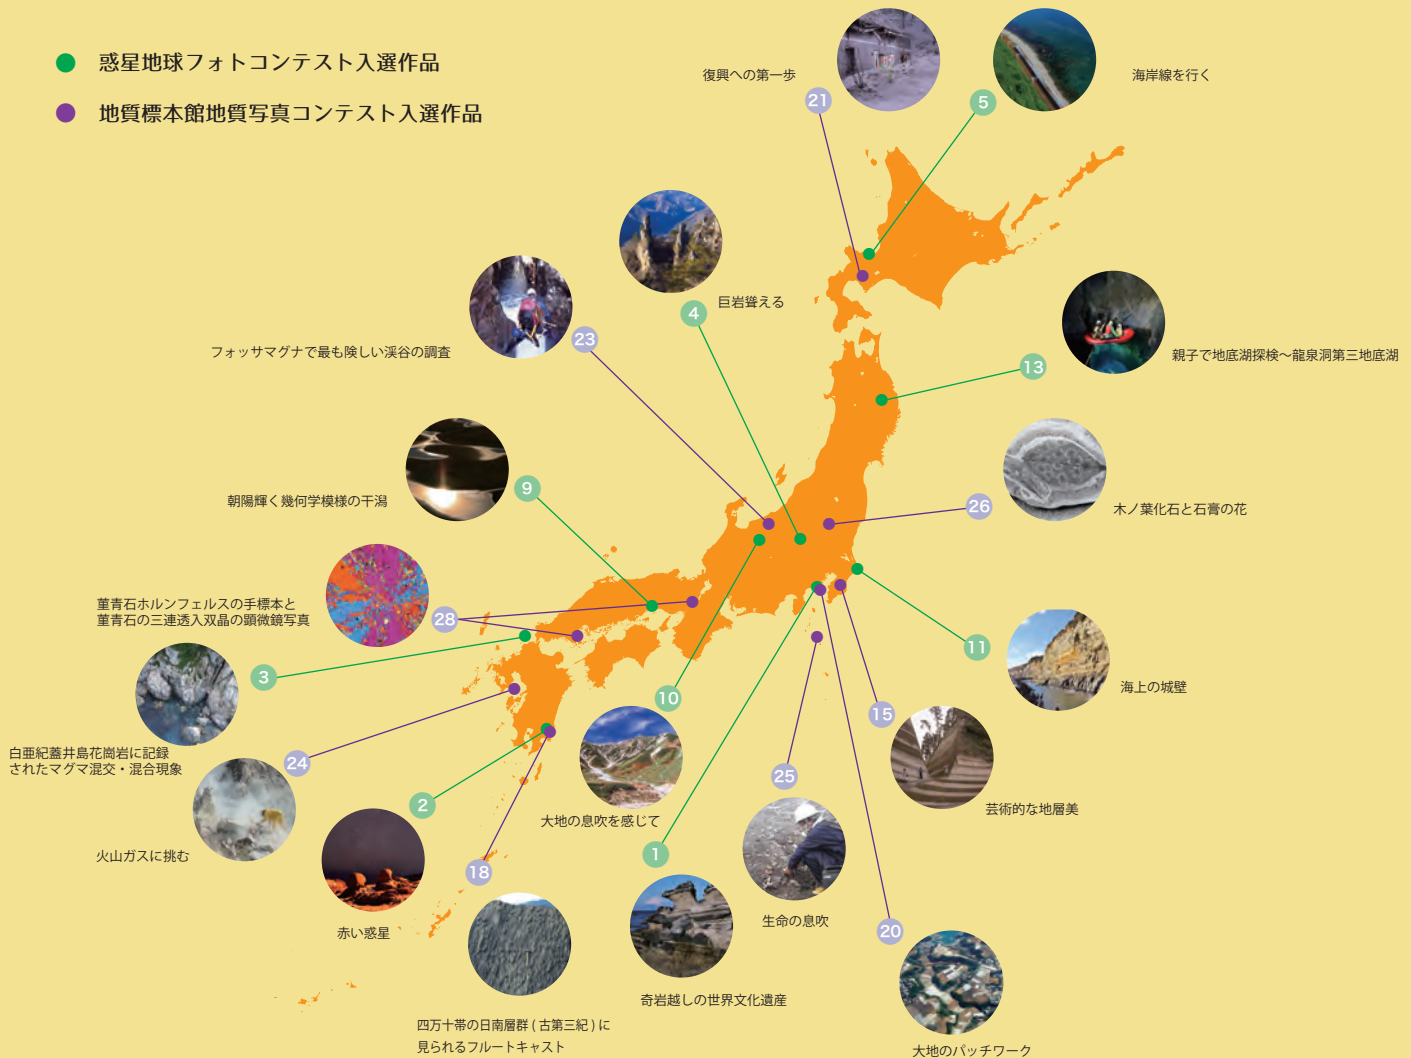 惑星地球フォトコンテスト入選作品
地質標本館地質写真コンテスト入選作品
復興への第一歩
21
5
海岸線を行く
4
巨岩聳える
23
フォッサマグナで最も険しい渓谷の調査
13
親子で地底湖探検〜龍泉洞第三地底湖
9
朝陽輝く幾何学模様の干潟
26
木ノ葉化石と石膏の花
菫青石ホルンフェルスの手標本と
菫青石の三連透入双晶の顕微鏡写真
28
3
白亜紀蓋井島花崗岩に記録
されたマグマ混交・混合現象
11
海上の城壁
10
大地の息吹を感じて
15
芸術的な地層美
24
火山ガスに挑む
25
生命の息吹
2
赤い惑星
1
奇岩越しの世界文化遺産
18
四万十帯の日南層群 ( 古第三紀 ) に
見られるフルートキャスト
20
大地のパッチワーク